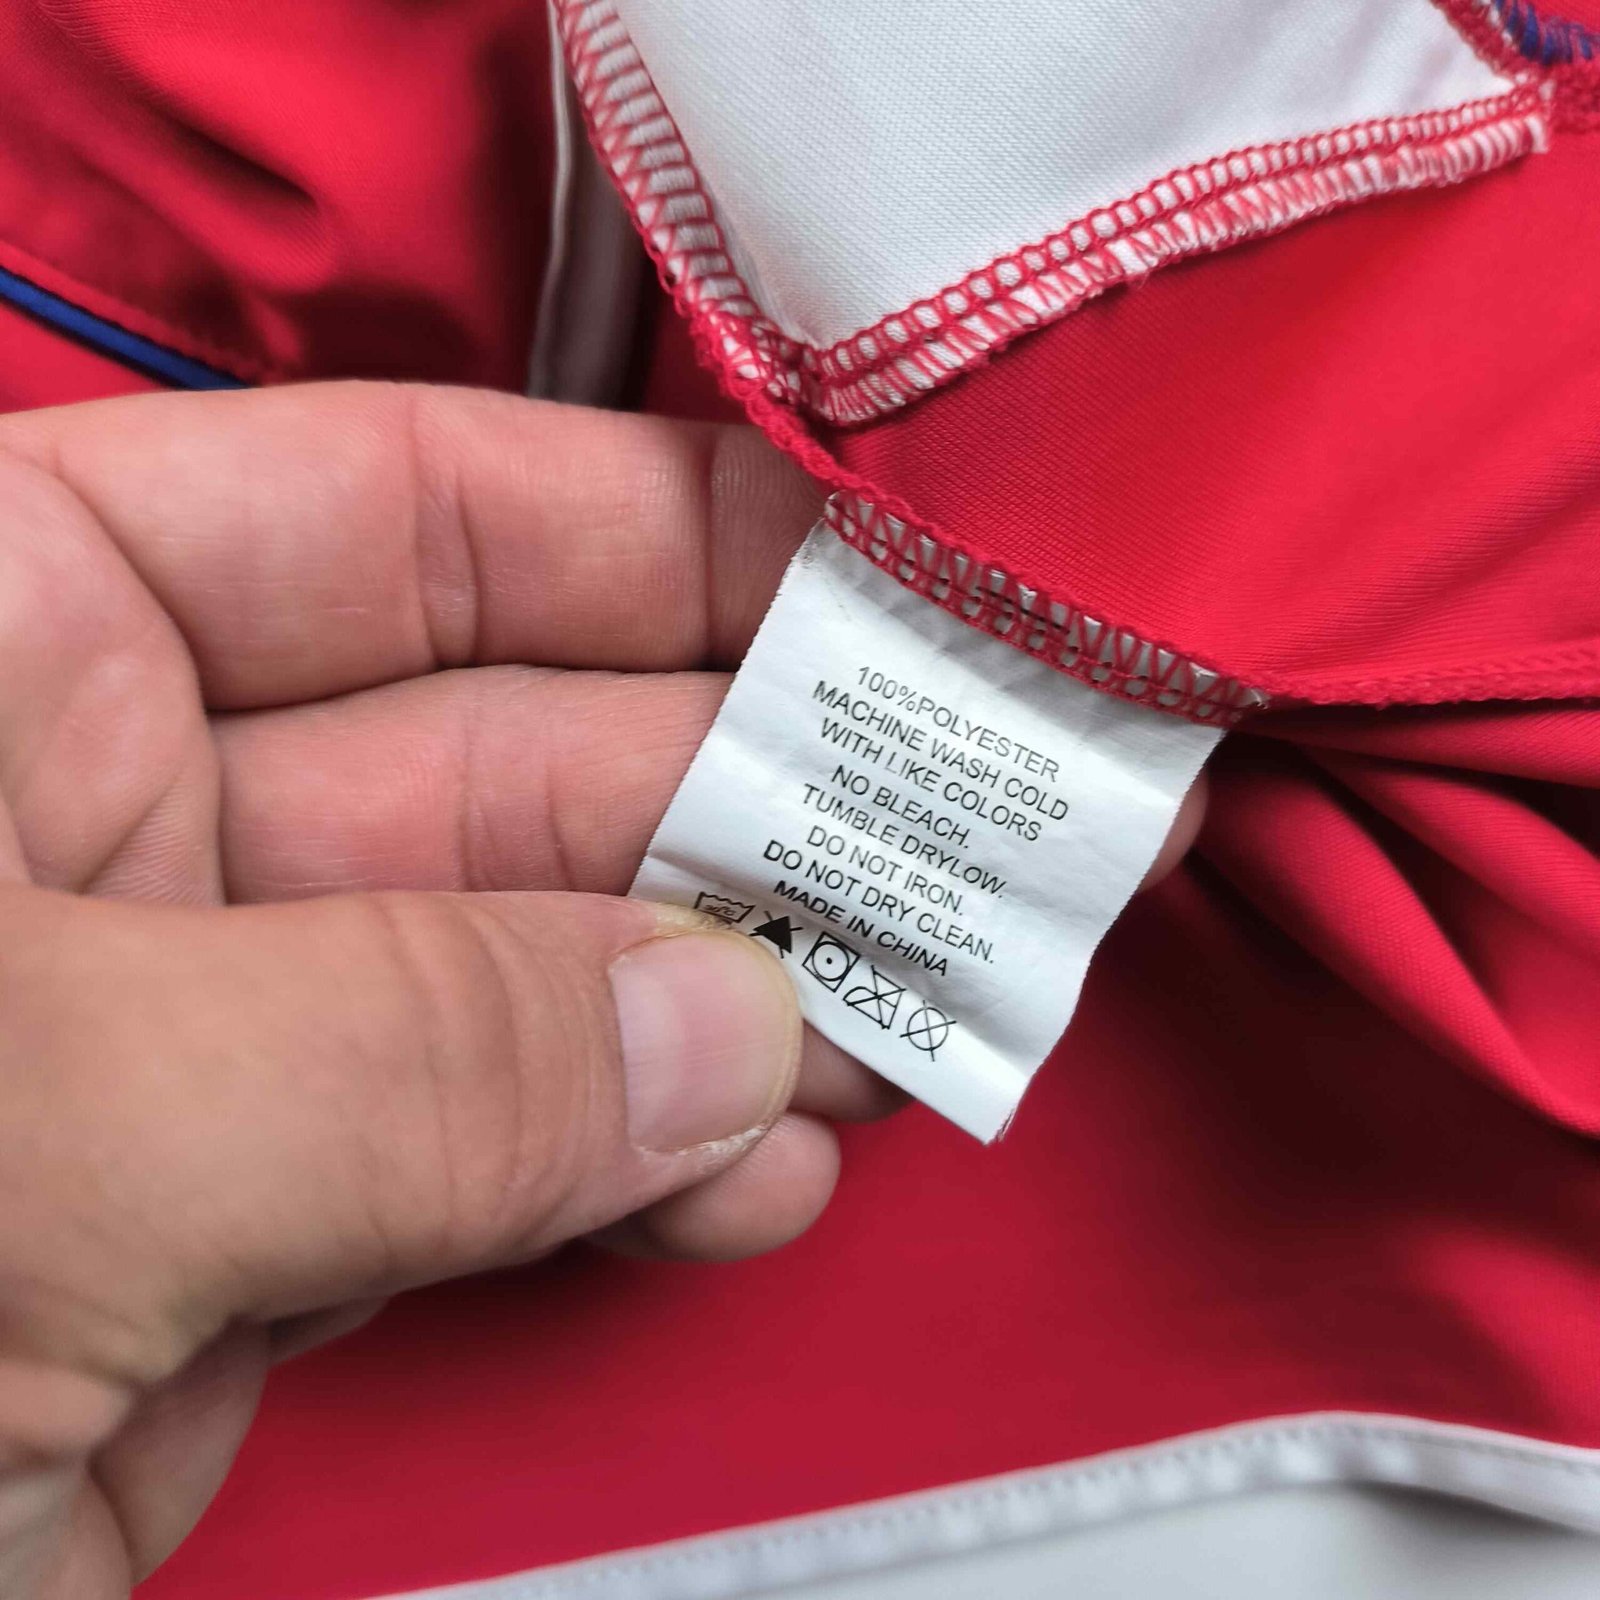 100%POLYESTER
MACHINE WASH COLD
WITH LIKE COLORS
NO BLEACH.
TUMBLE DRYLOW.
DO NOT IRON.
DO NOT DRY CLEAN.
MADE IN CHINA